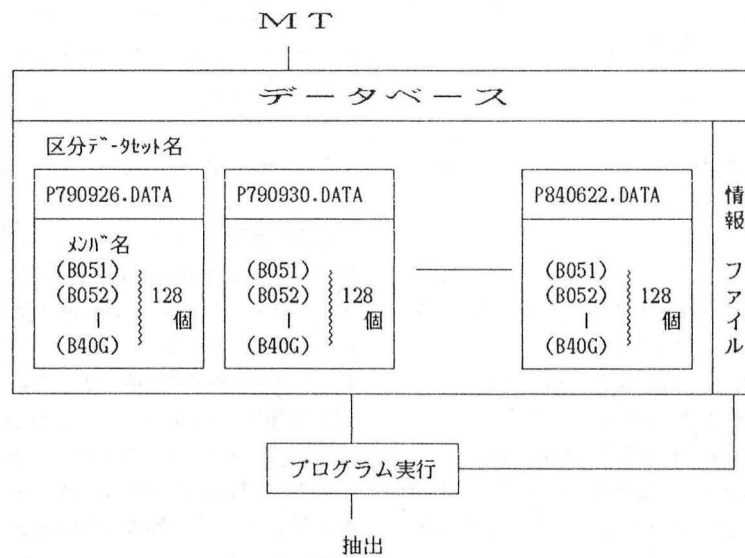 MT
データベース
区分ﾃﾞｰﾀｾｯﾄ名
P790926.DATA
ﾒﾝﾊﾞ名
(B051)
(B052)
(B40G)
128
個
P790930.DATA
(B051)
(B052)
(B40G)
128
個
P840622.DATA
(B051)
(B052)
(B40G)
128
個
情報ファイル
プログラム実行
抽出